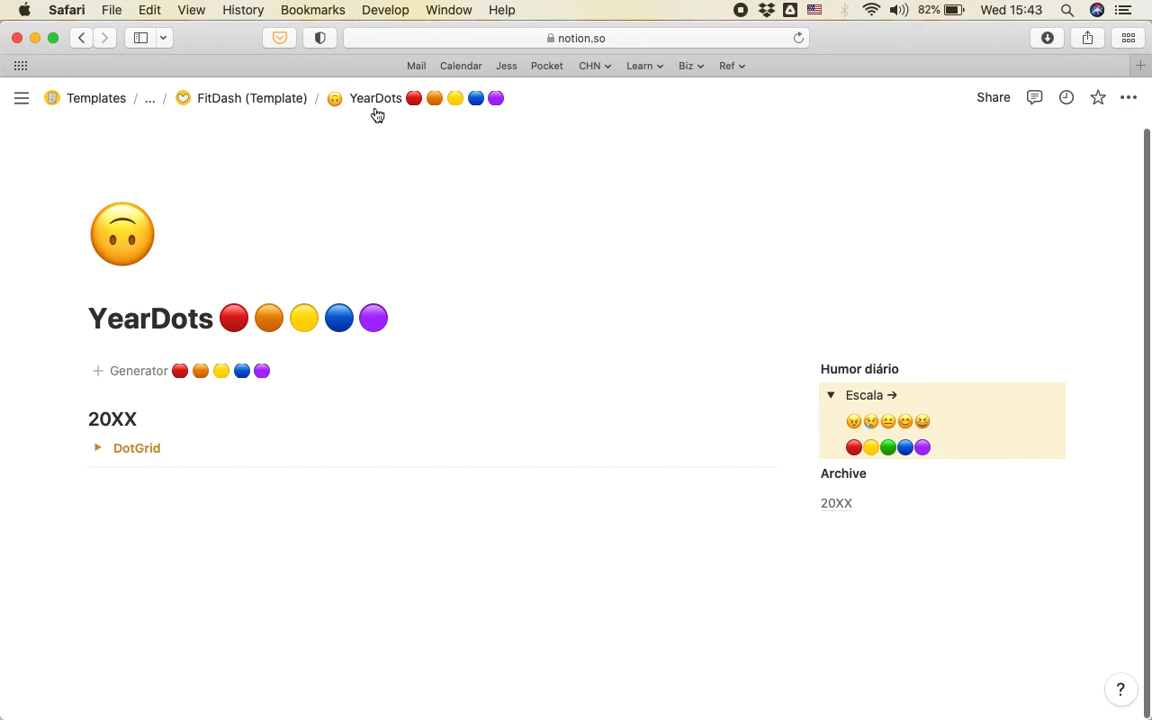 Safari File Edit View History Bookmarks Develop Window Help 82% Wed 15:43
notion.so
Mail Calendar Jess Pocket CHN Learn Biz Ref
Templates / ... / FitDash (Template) / 🙃 YearDots 🔴🟠🟡🔵🟣 Share
YearDots 🔴🟠🟡🔵🟣
+ Generator 🔴🟠🟡🔵🟣
20XX
DotGrid
Humor diário
Escala →
😡😢😐😊😆
🔴🟡🟢🔵🟣
Archive
20XX
?